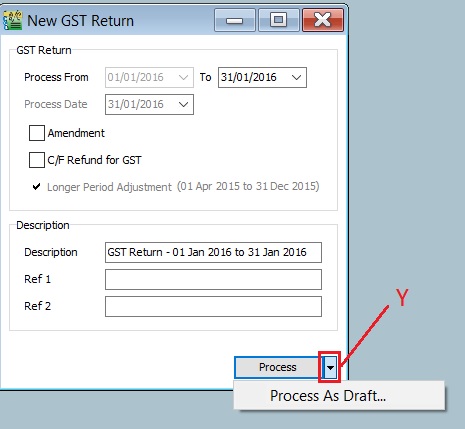 New GST Return
GST Return
Process From 01/01/2016 To 31/01/2016
Process Date 31/01/2016
Amendment
C/F Refund for GST
Longer Period Adjustment (01 Apr 2015 to 31 Dec 2015)
Description
Description GST Return - 01 Jan 2016 to 31 Jan 2016
Ref 1
Ref 2
Y
Process
Process As Draft...